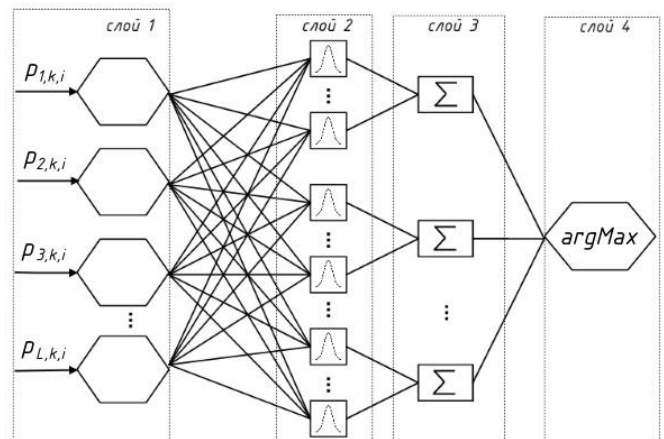 слой 1
слой 2
слой 3
слой 4
P1,k,i
P2,k,i
P3,k,i
PL,k,i
Σ
Σ
Σ
argMax